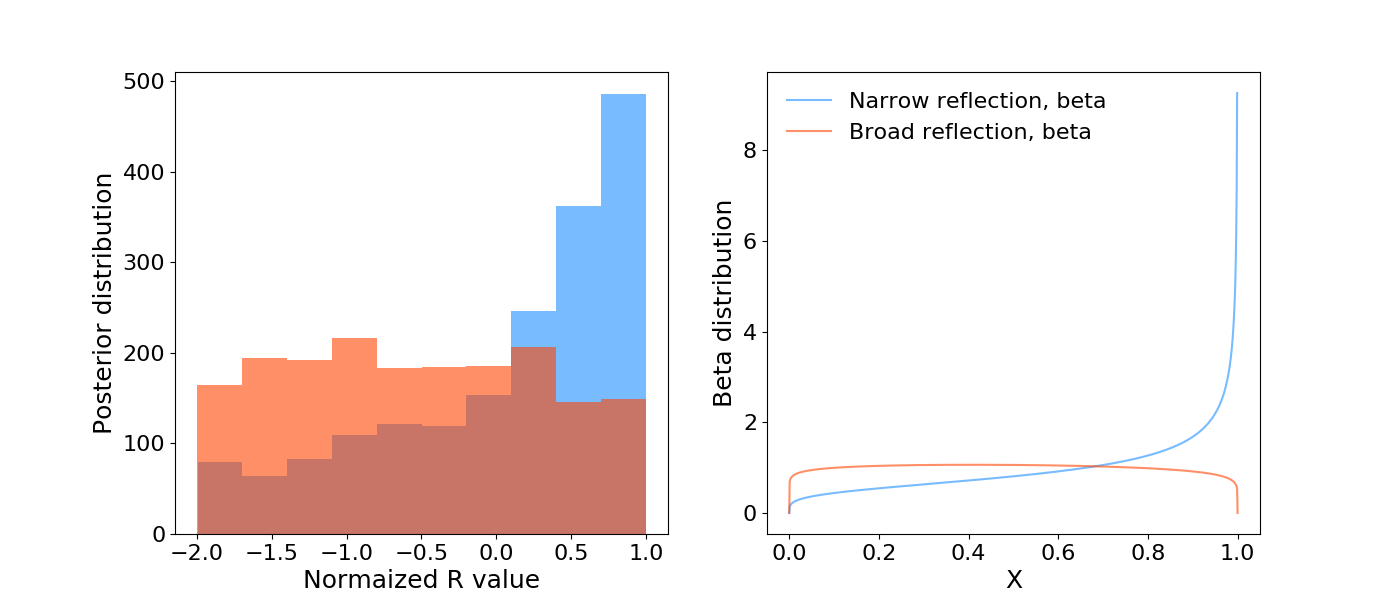 500
400
300
200
100
0
Posterior distribution
−2.0 −1.5 −1.0 −0.5 0.0 0.5 1.0
Normaized R value
Narrow reflection, beta
Broad reflection, beta
8
6
4
2
0
Beta distribution
0.0 0.2 0.4 0.6 0.8 1.0
X